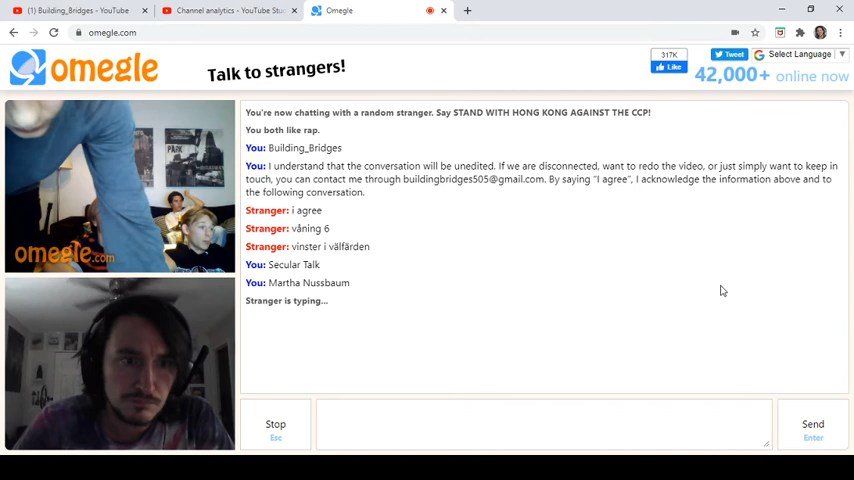 (1) Building_Bridges - YouTube
Channel analytics - YouTube Stu
Omegle
omegle.com
omegle
Talk to strangers!
317K
Like
Tweet
Select Language
42,000+ online now
You're now chatting with a random stranger. Say STAND WITH HONG KONG AGAINST THE CCP!
You both like rap.
You: Building_Bridges
You: I understand that the conversation will be unedited. If we are disconnected, want to redo the video, or just simply want to keep in
touch, you can contact me through buildingbridges505@gmail.com. By saying "I agree", I acknowledge the information above and to
the following conversation.
Stranger: i agree
Stranger: våning 6
Stranger: vinster i välfärden
You: Secular Talk
You: Martha Nussbaum
Stranger is typing...
PARK
omegle.com
Stop
Esc
Send
Enter